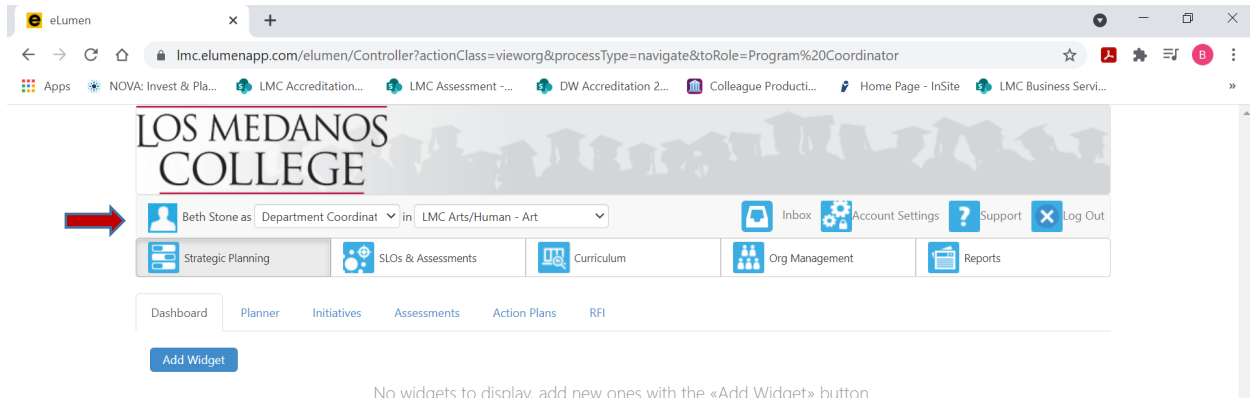 e eLumen
lmc.elumenapp.com/elumen/Controller?actionClass=vieworg&processType=navigate&toRole=Program%20Coordinator B
Apps NOVA: Invest & Pla... LMC Accreditation... LMC Assessment -... DW Accreditation 2... Colleague Producti... Home Page - InSite LMC Business Servi... »
LOS MEDANOS
COLLEGE
Beth Stone as Department Coordinat in LMC Arts/Human - Art Inbox Account Settings ? Support Log Out
Strategic Planning SLOs & Assessments Curriculum Org Management Reports
Dashboard Planner Initiatives Assessments Action Plans RFI
Add Widget
No widgets to display, add new ones with the «Add Widget» button